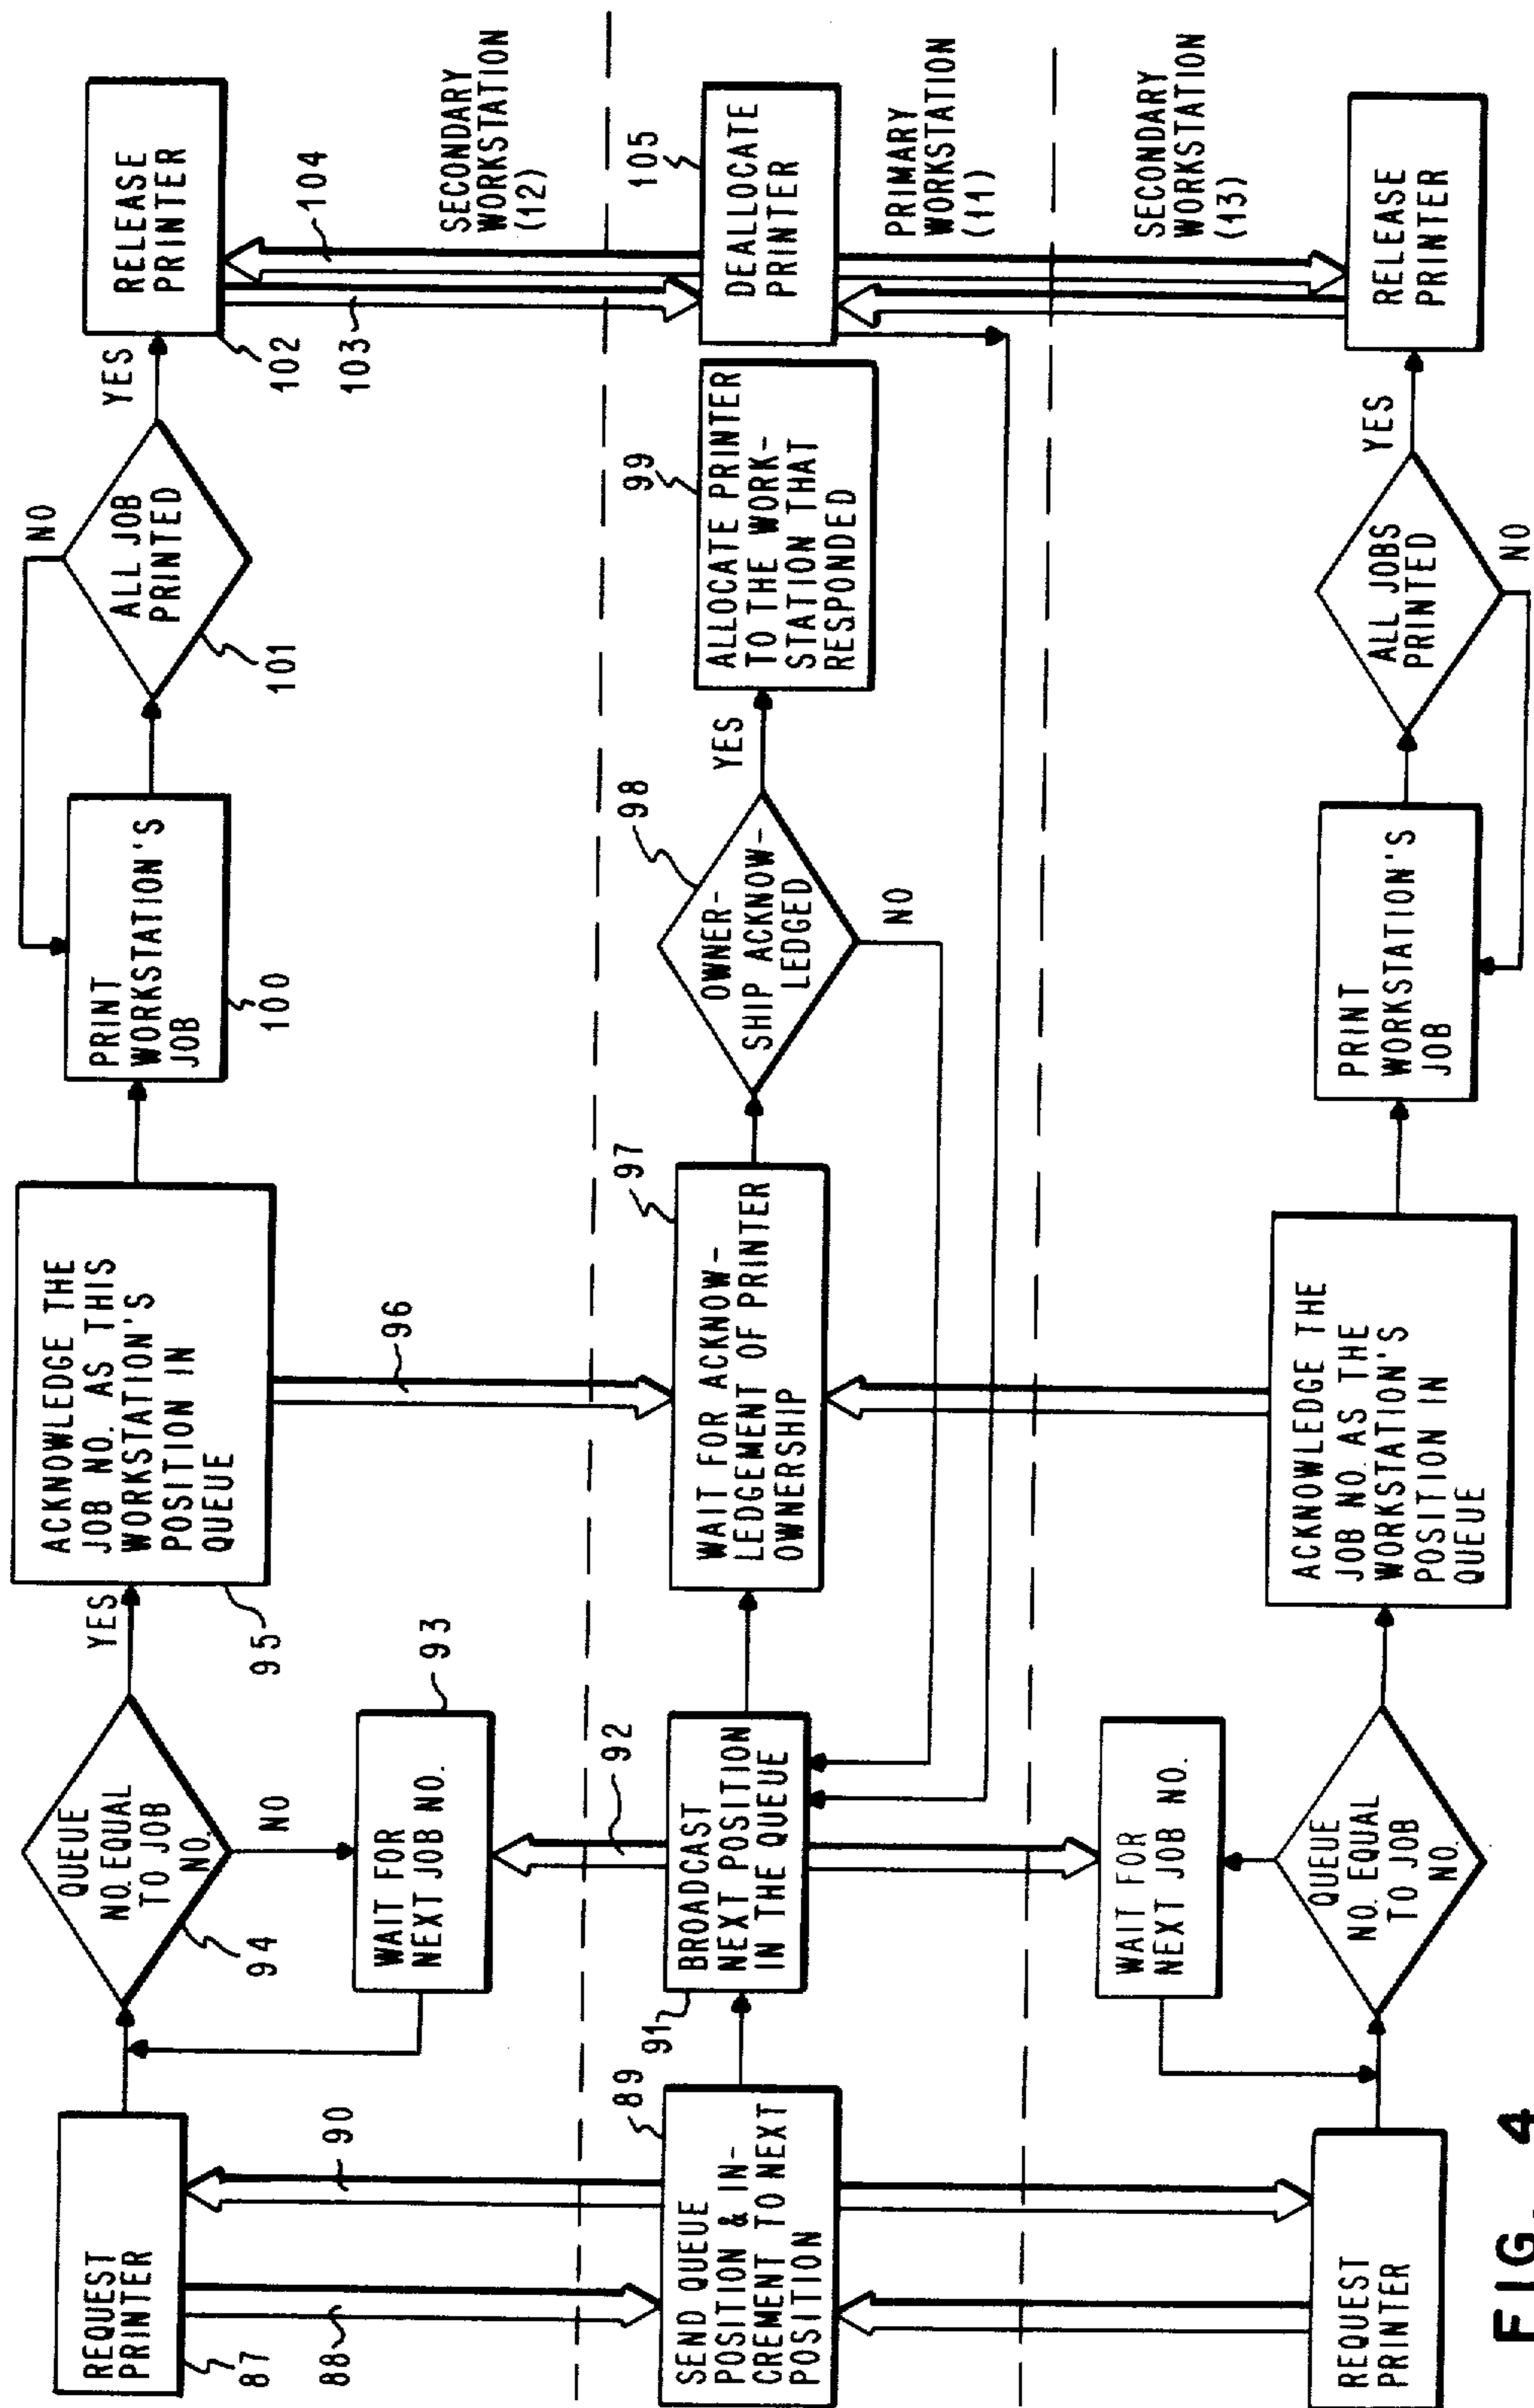 REQUEST
PRINTER
87
88
90
QUEUE
NO. EQUAL
TO JOB
NO.
94
YES
NO
WAIT FOR
NEXT JOB NO.
93
92
ACKNOWLEDGE THE
JOB NO. AS THIS
WORKSTATION'S
POSITION IN
QUEUE
95
96
PRINT
WORKSTATION'S
JOB
100
ALL JOB
PRINTED
101
NO
YES
RELEASE
PRINTER
102
103
104
SECONDARY
WORKSTATION
(12)
SEND QUEUE
POSITION & IN-
CREMENT TO NEXT
POSITION
89
BROADCAST
NEXT POSITION
IN THE QUEUE
91
WAIT FOR ACKNOW-
LEDGEMENT OF PRINTER
OWNERSHIP
97
OWNER-
SHIP ACKNOW-
LEDGED
98
YES
NO
ALLOCATE PRINTER
TO THE WORK-
STATION THAT
RESPONDED
99
DEALLOCATE
PRINTER
105
PRIMARY
WORKSTATION
(11)
REQUEST
PRINTER
WAIT FOR
NEXT JOB NO.
QUEUE
NO. EQUAL
TO JOB
NO.
ACKNOWLEDGE THE
JOB NO. AS THE
WORKSTATION'S
POSITION IN
QUEUE
PRINT
WORKSTATION'S
JOB
ALL JOBS
PRINTED
NO
YES
RELEASE
PRINTER
SECONDARY
WORKSTATION
(13)
FIG. 4